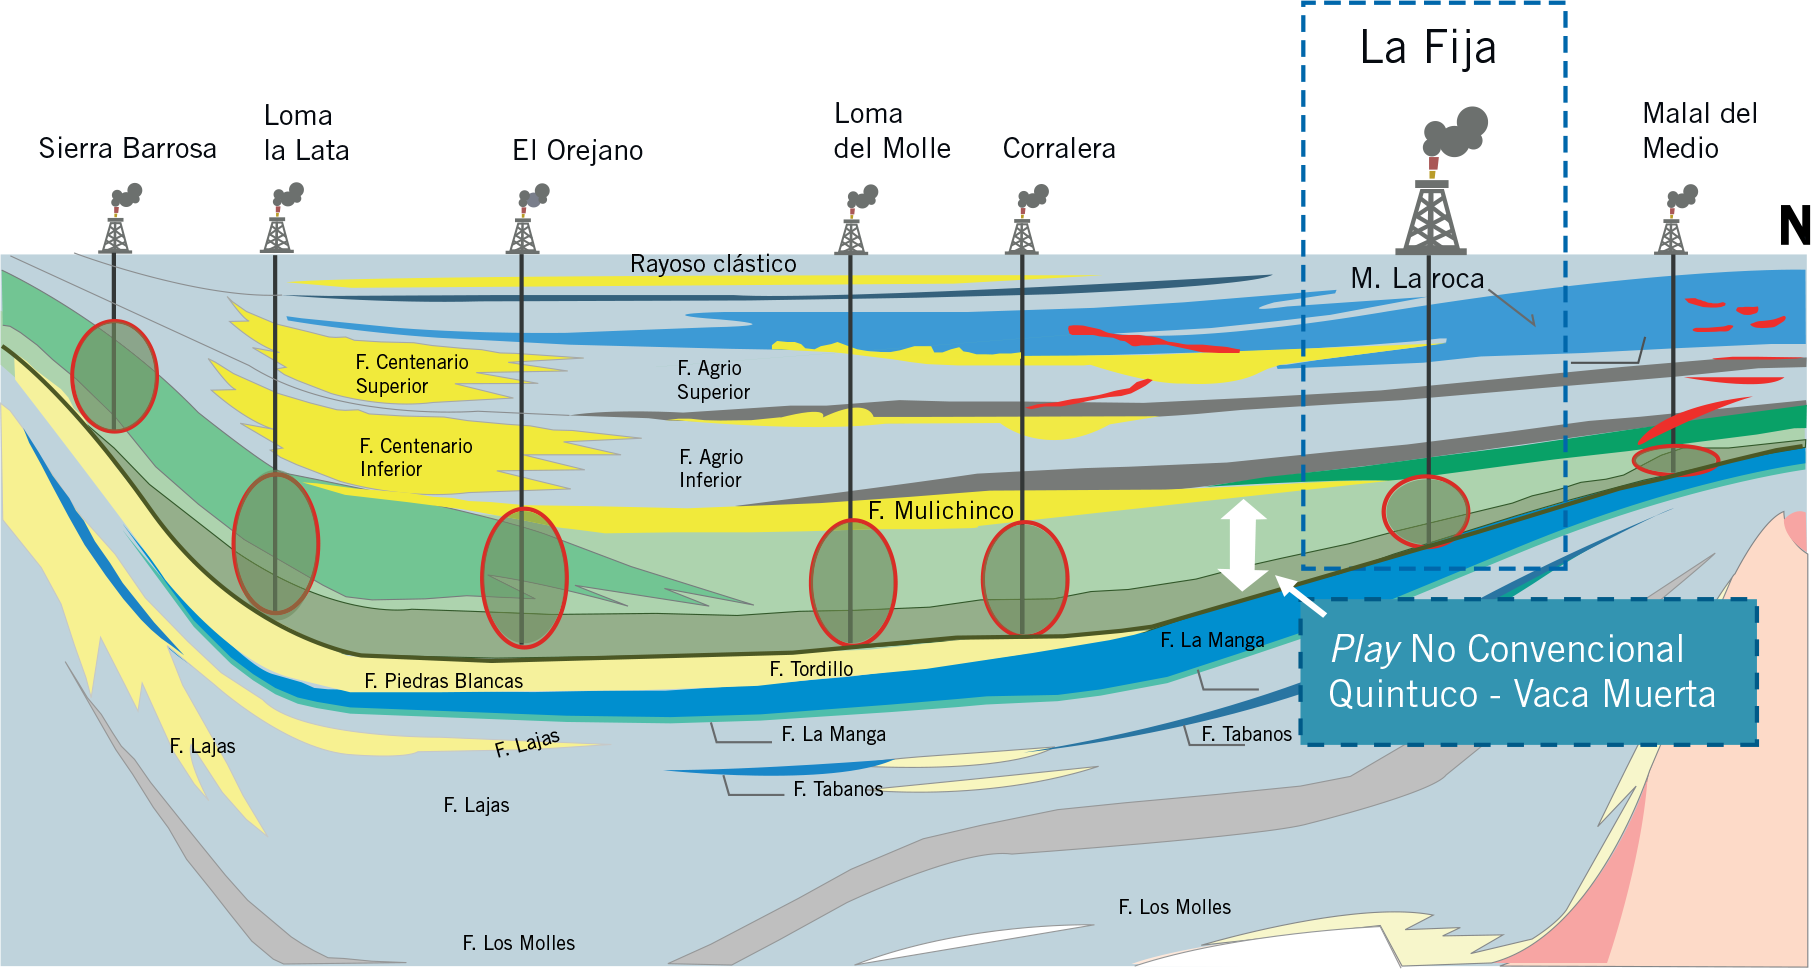 La Fija
Loma
la Lata
Loma
del Molle
Malal del
Medio
Sierra Barrosa
El Orejano
Corralera
N
Rayoso clástico
M. La roca
F. Centenario
Superior
F. Agrio
Superior
F. Centenario
Inferior
F. Agrio
Inferior
F. Mulichinco
F. La Manga
Play No Convencional
Quintuco - Vaca Muerta
F. Piedras Blancas
F. Tordillo
F. Lajas
F. Lajas
F. La Manga
F. Tabanos
F. Tabanos
F. Lajas
F. Los Molles
F. Los Molles